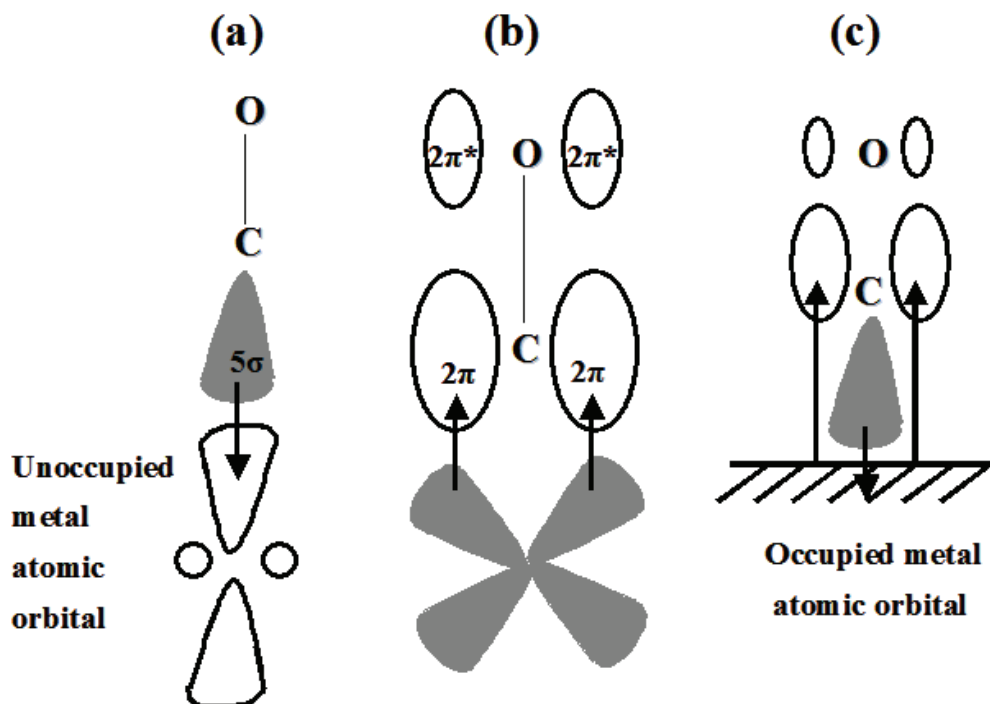 (a)
O
C
5σ
Unoccupied
metal
atomic
orbital
(b)
2π* O 2π*
C
2π 2π
(c)
O
C
Occupied metal
atomic orbital